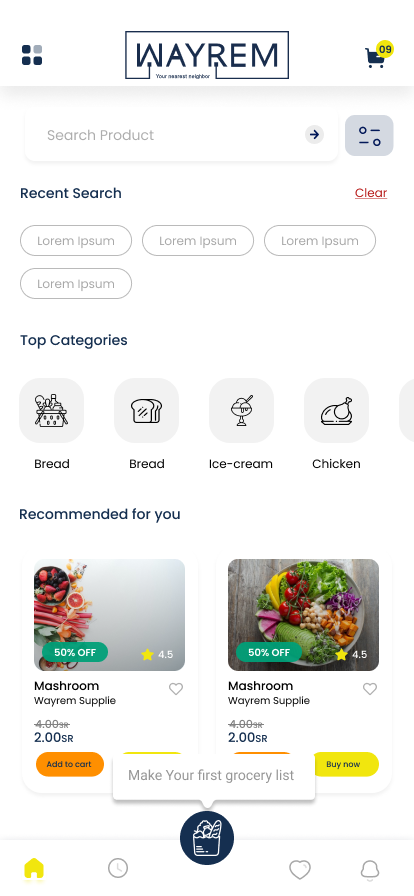 WAYREM
Your nearest neighbor
09
Search Product
Recent Search
Clear
Lorem Ipsum
Lorem Ipsum
Lorem Ipsum
Lorem Ipsum
Top Categories
Bread
Bread
Ice-cream
Chicken
Recommended for you
50% OFF
4.5
50% OFF
4.5
Mashroom
Mashroom
Wayrem Supplie
Wayrem Supplie
4.00SR
4.00SR
2.00SR
2.00SR
Add to cart
Buy now
Make Your first grocery list